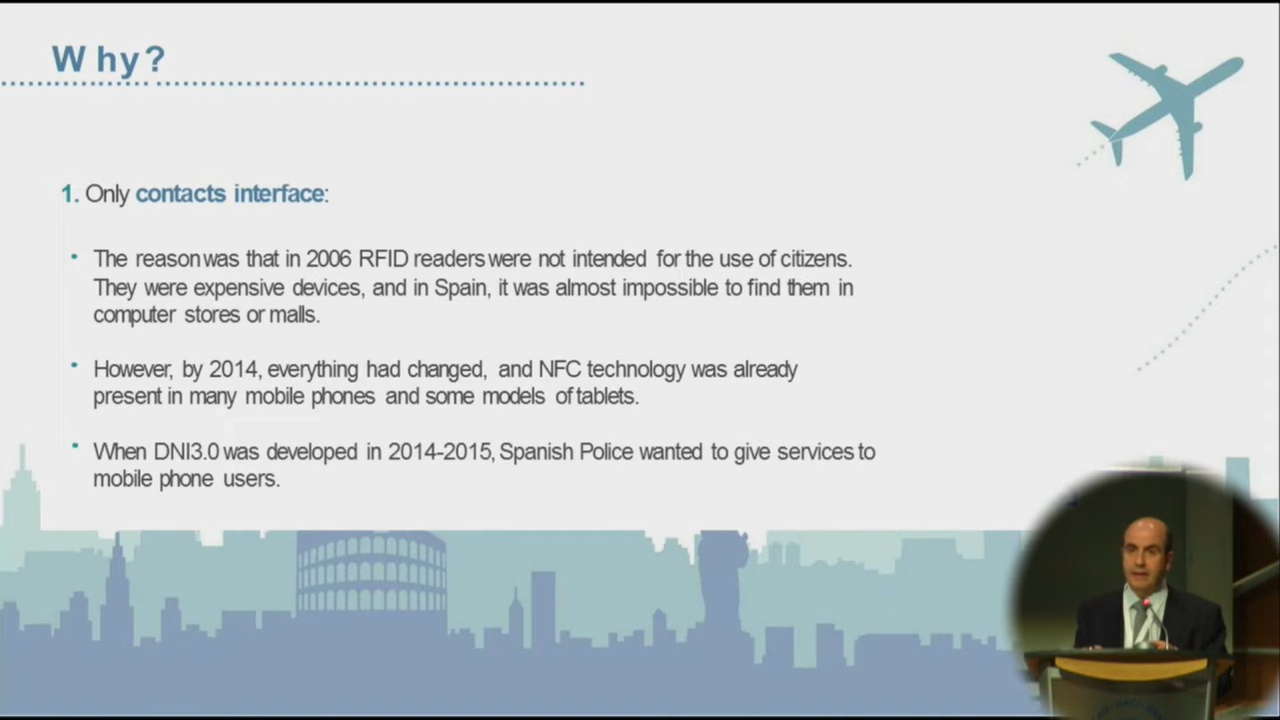 Why?
1. Only contacts interface:
• The reason was that in 2006 RFID readers were not intended for the use of citizens.
They were expensive devices, and in Spain, it was almost impossible to find them in
computer stores or malls.
• However, by 2014, everything had changed, and NFC technology was already
present in many mobile phones and some models of tablets.
• When DNI3.0 was developed in 2014-2015, Spanish Police wanted to give services to
mobile phone users.